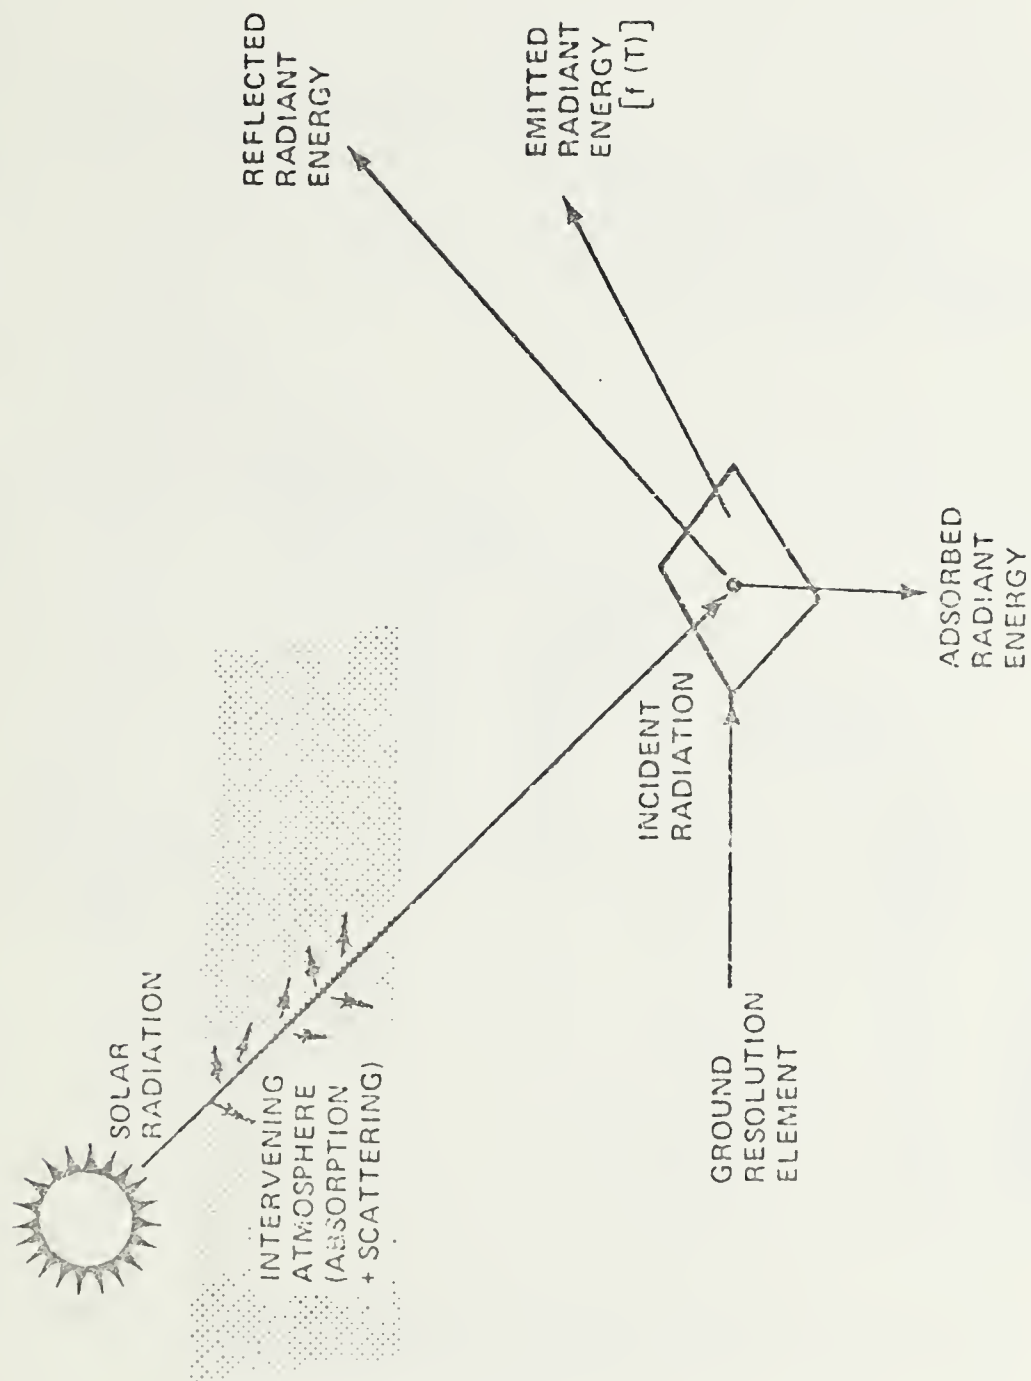 SOLAR
RADIATION
INTERVENING
ATMOSPHERE
(ABSORPTION
+ SCATTERING)
REFLECTED
RADIANT
ENERGY
EMITTED
RADIANT
ENERGY
[f (T)]
INCIDENT
RADIATION
GROUND
RESOLUTION
ELEMENT
ADSORBED
RADIANT
ENERGY